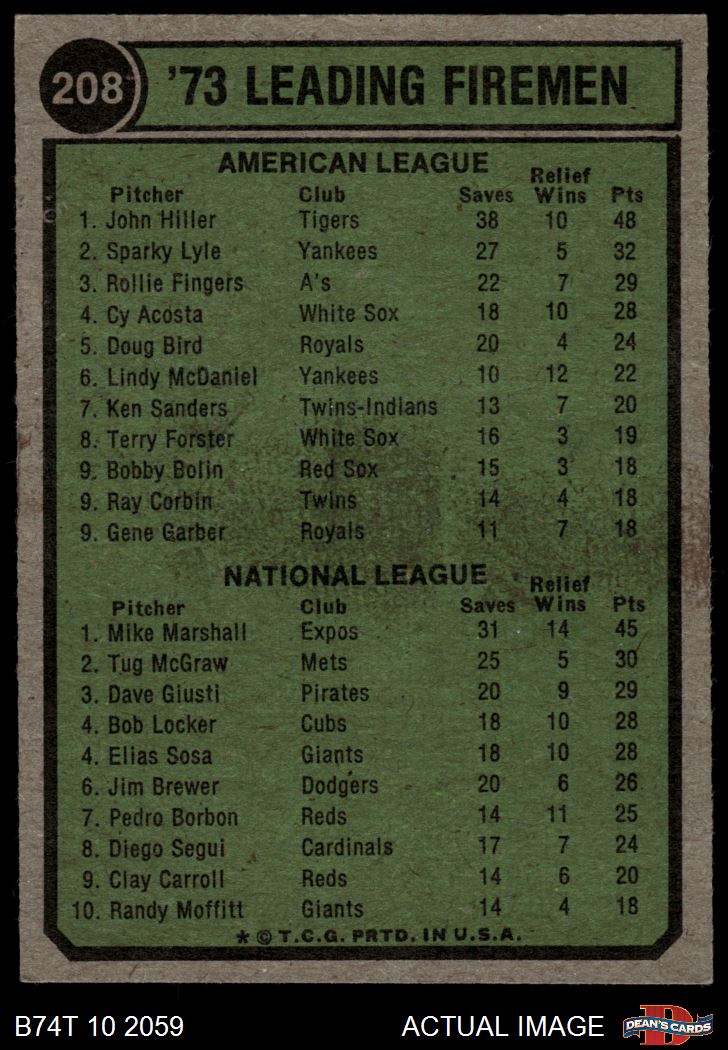 208 '73 LEADING FIREMEN
AMERICAN LEAGUE
Pitcher Club Saves Relief Wins Pts
1. John Hiller Tigers 38 10 48
2. Sparky Lyle Yankees 27 5 32
3. Rollie Fingers A's 22 7 29
4. Cy Acosta White Sox 18 10 28
5. Doug Bird Royals 20 4 24
6. Lindy McDaniel Yankees 10 12 22
7. Ken Sanders Twins-Indians 13 7 20
8. Terry Forster White Sox 16 3 19
9. Bobby Bolin Red Sox 15 3 18
9. Ray Corbin Twins 14 4 18
9. Gene Garber Royals 11 7 18
NATIONAL LEAGUE
Pitcher Club Saves Relief Wins Pts
1. Mike Marshall Expos 31 14 45
2. Tug McGraw Mets 25 5 30
3. Dave Giusti Pirates 20 9 29
4. Bob Locker Cubs 18 10 28
4. Elias Sosa Giants 18 10 28
6. Jim Brewer Dodgers 20 6 26
7. Pedro Borbon Reds 14 11 25
8. Diego Segui Cardinals 17 7 24
9. Clay Carroll Reds 14 6 20
10. Randy Moffitt Giants 14 4 18
* © T.C.G. PRTD. IN U.S.A.
B74T 10 2059 ACTUAL IMAGE D DEAN'S CARDS